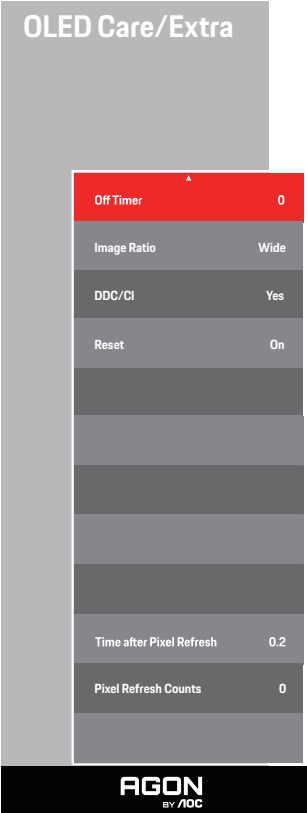 OLED Care/Extra
Off Timer 0
Image Ratio Wide
DDC/CI Yes
Reset On
Time after Pixel Refresh 0.2
Pixel Refresh Counts 0
AGON
BY AOC